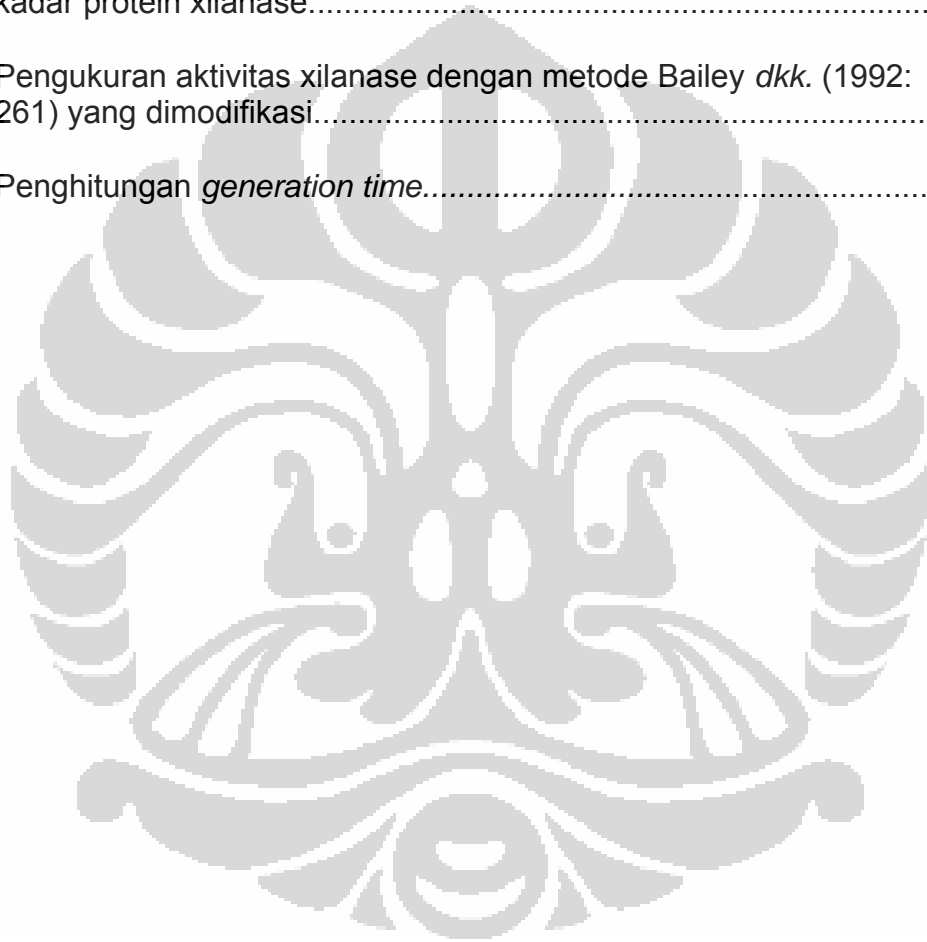 kadar protein xilanase....................................................................
Pengukuran aktivitas xilanase dengan metode Bailey dkk. (1992:
261) yang dimodifikasi....................................................................
Penghitungan generation time..........................................................